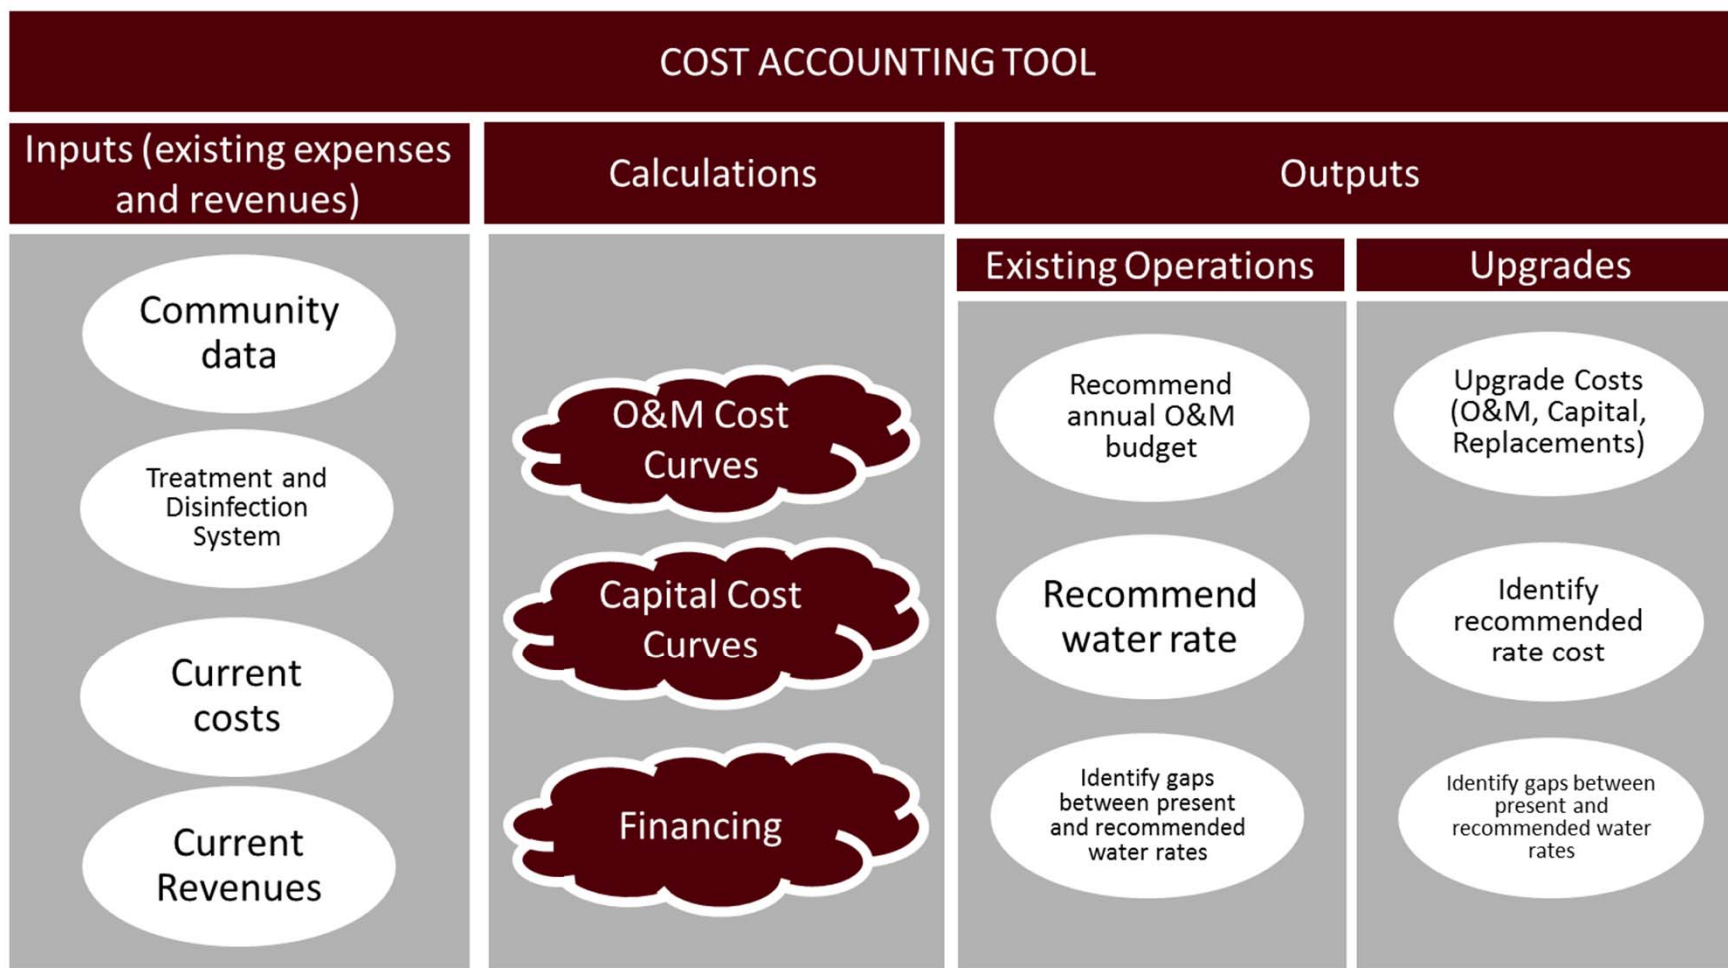 COST ACCOUNTING TOOL
Inputs (existing expenses
and revenues)
Calculations
Outputs
Existing Operations
Upgrades
Community
data
Treatment and
Disinfection
System
Current
costs
Current
Revenues
O&M Cost
Curves
Capital Cost
Curves
Financing
Recommend
annual O&M
budget
Recommend
water rate
Identify gaps
between present
and recommended
water rates
Upgrade Costs
(O&M, Capital,
Replacements)
Identify
recommended
rate cost
Identify gaps between
present and
recommended water
rates